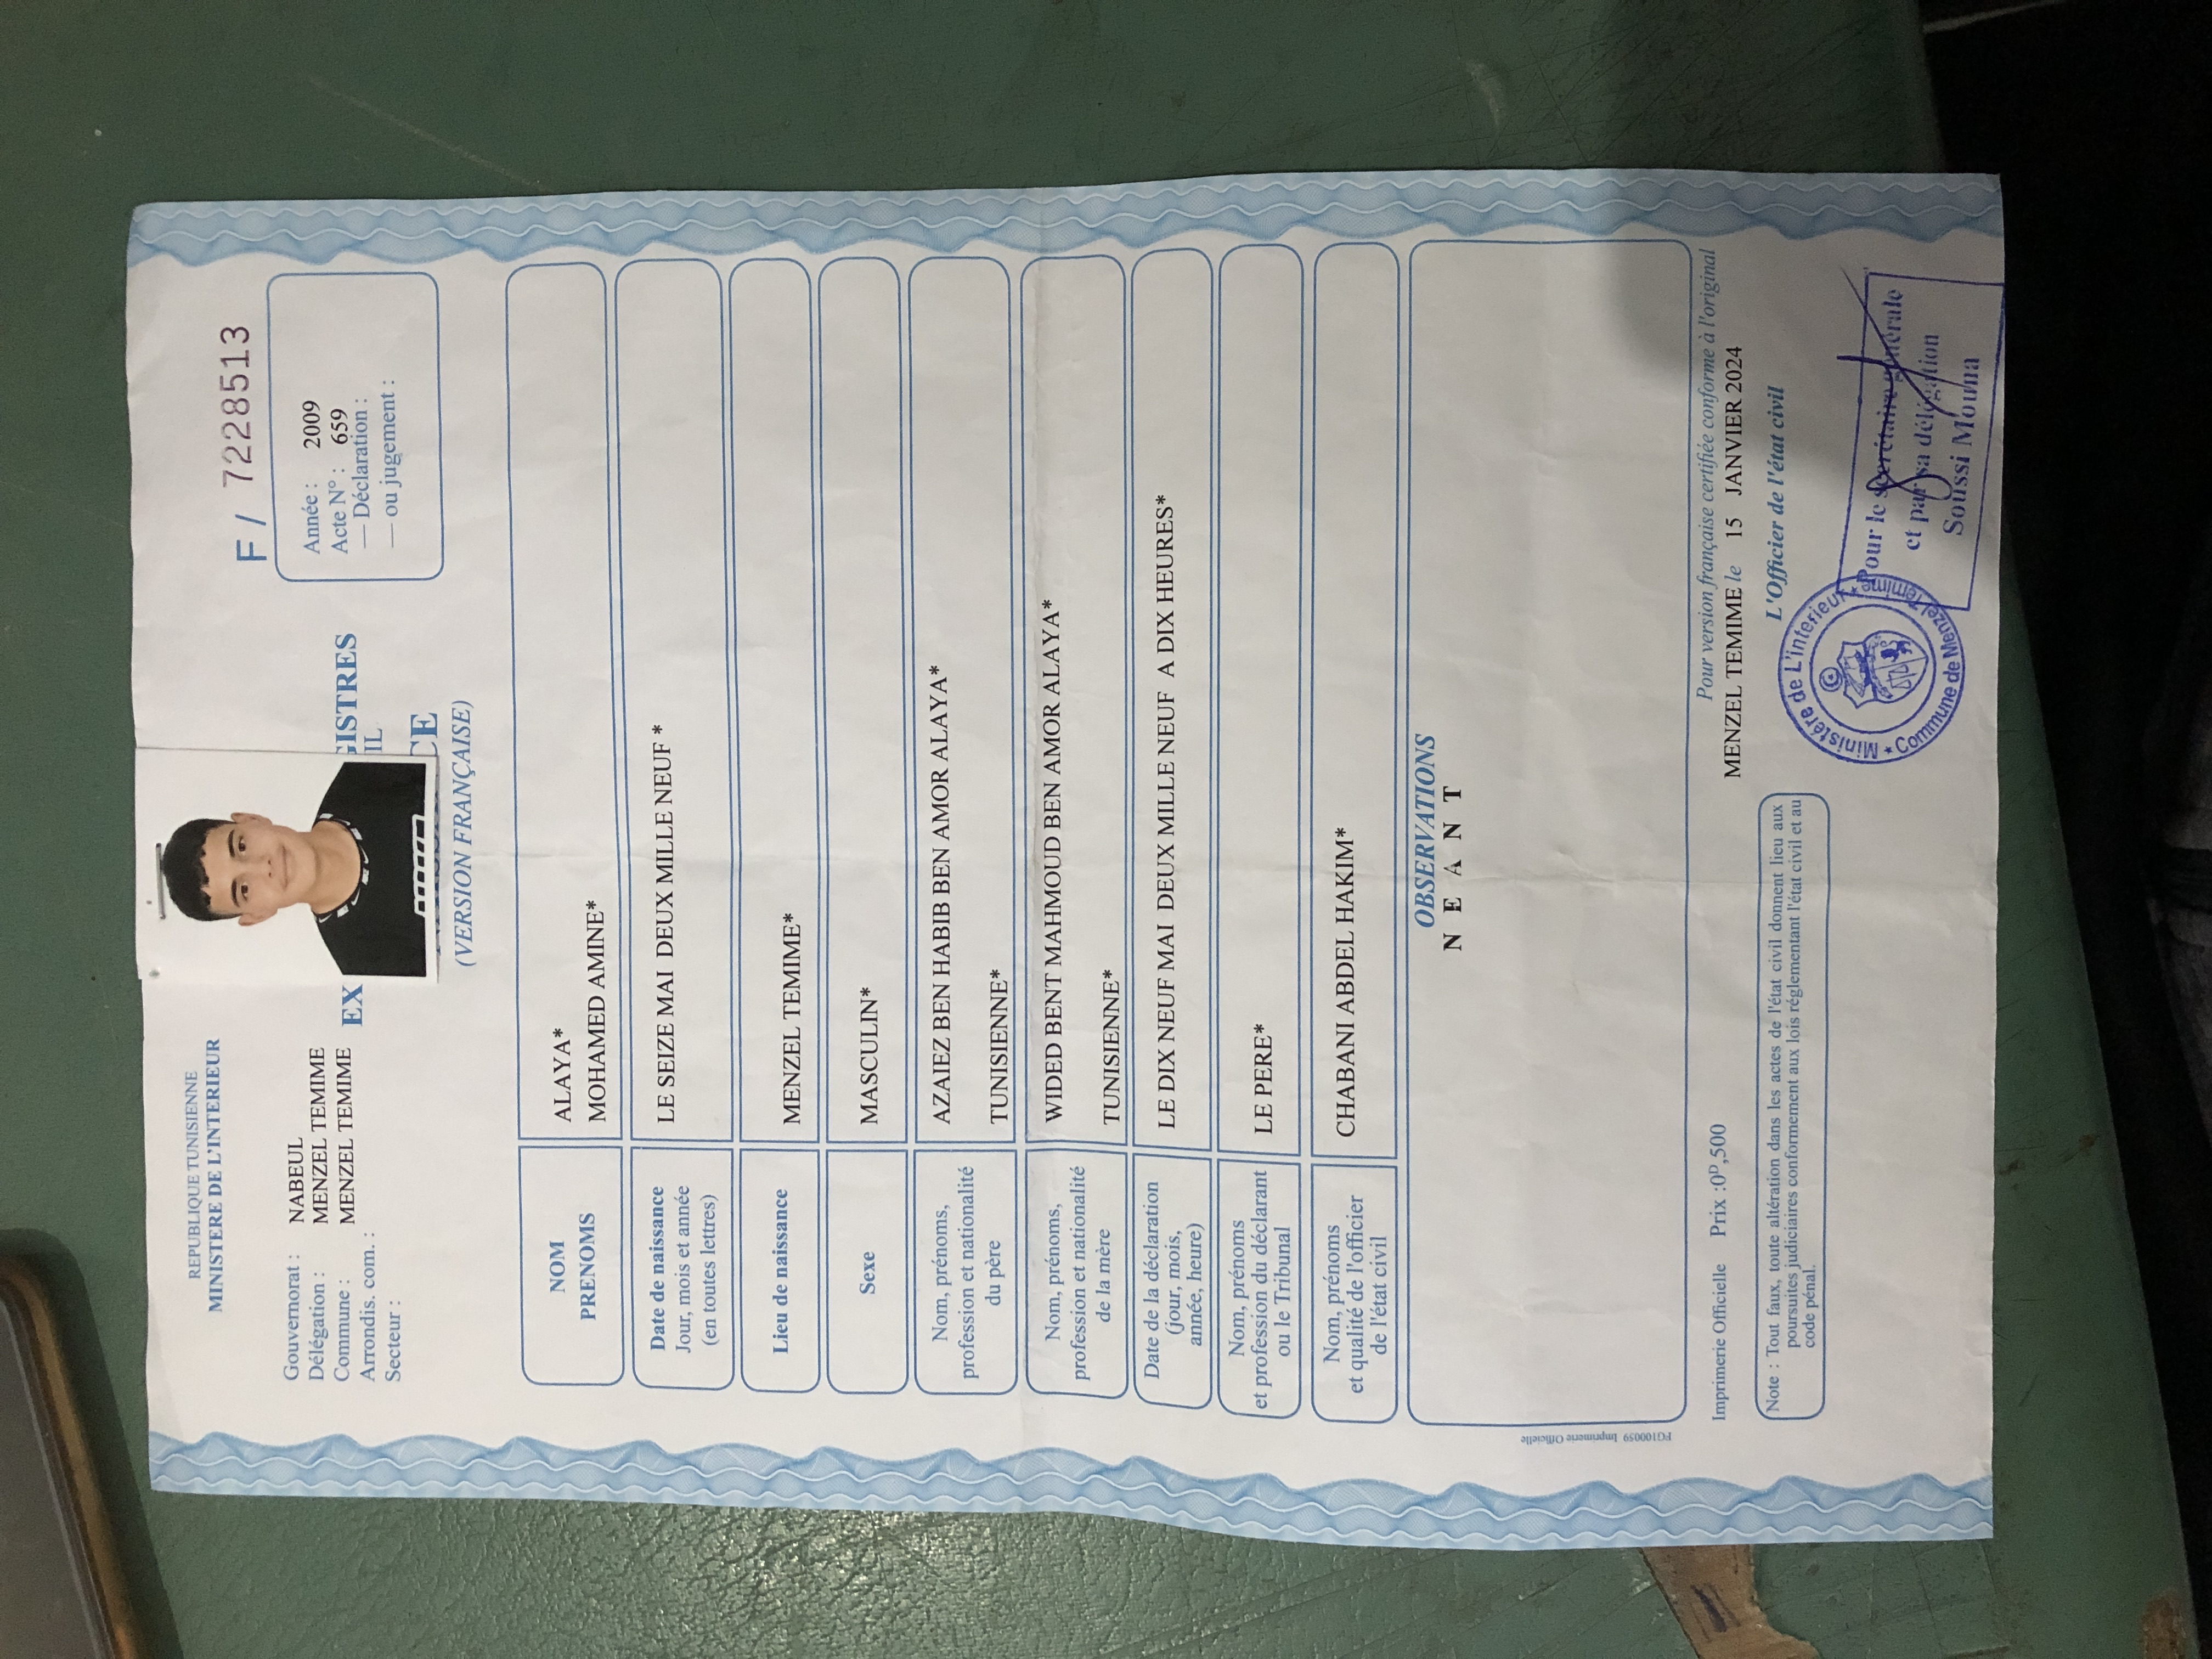 REPUBLIQUE TUNISIENNE
MINISTERE DE L'INTERIEUR
F / 7228513
Gouvernorat : NABEUL
Délégation : MENZEL TEMIME
Commune : MENZEL TEMIME
Arrondis. com. :
Secteur :
Année : 2009
Acte N° : 659
— Déclaration :
— ou jugement :
EX GISTRES
IL
CE
(VERSION FRANÇAISE)
NOM
PRENOMS
ALAYA*
MOHAMED AMINE*
Date de naissance
Jour, mois et année
(en toutes lettres)
LE SEIZE MAI DEUX MILLE NEUF *
Lieu de naissance
MENZEL TEMIME*
Sexe
MASCULIN*
Nom, prénoms,
profession et nationalité
du père
AZAIEZ BEN HABIB BEN AMOR ALAYA*
TUNISIENNE*
Nom, prénoms,
profession et nationalité
de la mère
WIDED BENT MAHMOUD BEN AMOR ALAYA*
TUNISIENNE*
Date de la déclaration
(jour, mois,
année, heure)
LE DIX NEUF MAI DEUX MILLE NEUF A DIX HEURES*
Nom, prénoms
et profession du déclarant
ou le Tribunal
LE PERE*
Nom, prénoms
et qualité de l'officier
de l'état civil
CHABANI ABDEL HAKIM*
OBSERVATIONS
N E A N T
FG100059 Imprimerie Officielle
Imprimerie Officielle Prix :0ᴰ,500
Pour version française certifiée conforme à l'original
MENZEL TEMIME le 15 JANVIER 2024
L'Officier de l'état civil
Note : Tout faux, toute altération dans les actes de l'état civil donnent lieu aux
poursuites judiciaires conformement aux lois réglementant l'état civil et au
code pénal.
Ministère de L'interieur
Commune de Menzel Temime
Pour le secrétaire générale
et par sa délégation
Soussi Mouna